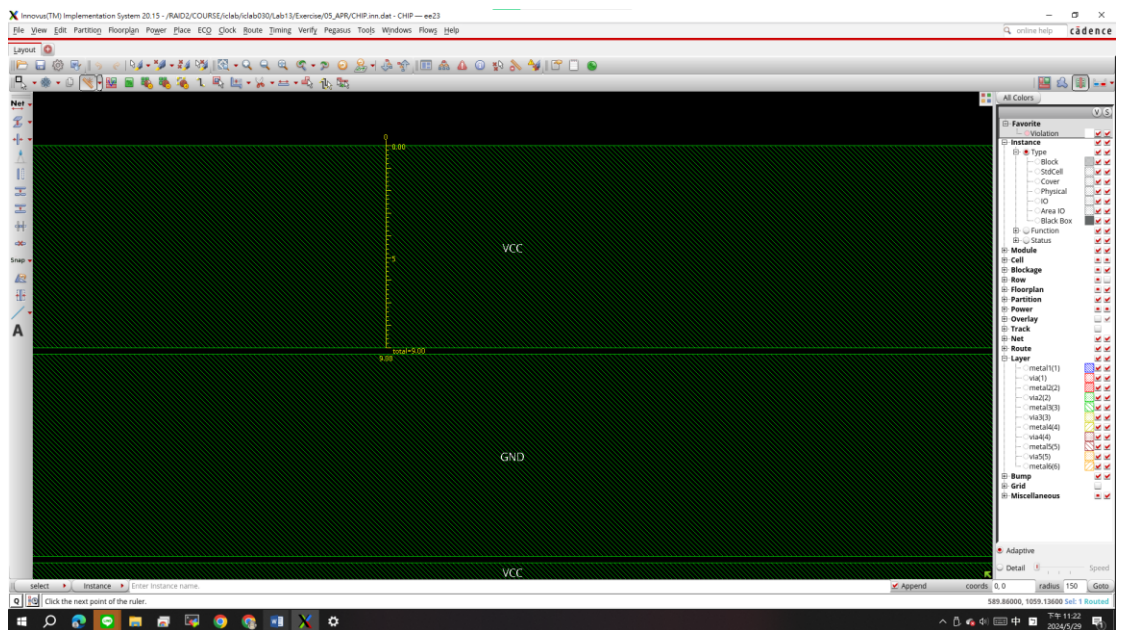 Innovus(TM) Implementation System 20.15 - /RAID2/COURSE/iclab/iclab030/Lab13/Exercise/05_APR/CHIP.inn.dat - CHIP — ee23
File View Edit Partition Floorplan Power Place ECO Clock Route Timing Verify Pegasus Tools Windows Flows Help
online help
cādence
Layout
All Colors
Net
V S
Favorite
Violation
Instance
Type
Block
StdCell
Cover
Physical
IO
Area IO
Black Box
Function
Status
Module
Cell
Blockage
Row
Floorplan
Partition
Power
Overlay
Track
Net
Route
Layer
metal1(1)
via(1)
metal2(2)
via2(2)
metal3(3)
via3(3)
metal4(4)
via4(4)
metal5(5)
via5(5)
metal6(6)
Bump
Grid
Miscellaneous
Snap
A
0
VCC
5
total=9.00
9.00
GND
VCC
Adaptive
Detail
Speed
select
Instance
Enter Instance name.
Append
coords 0,0
radius 150
Goto
Q
Click the next point of the ruler.
589.86000, 1059.13600 Sel: 1 Routed
中
下午 11:22
2024/5/29